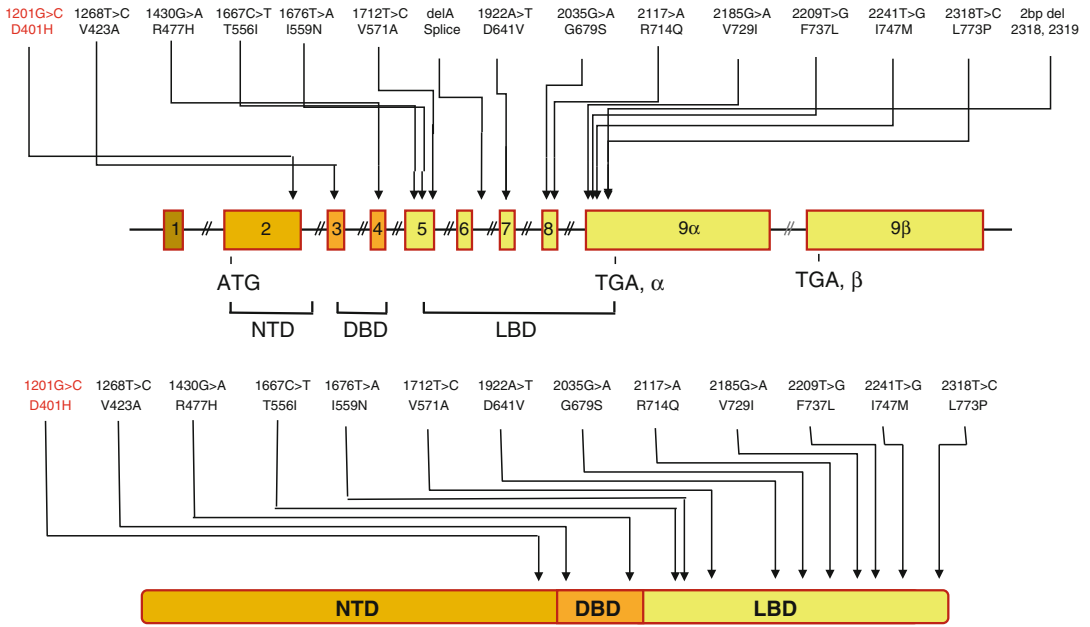 1201G>C 1268T>C 1430G>A 1667C>T 1676T>A 1712T>C delA 1922A>T 2035G>A 2117>A 2185G>A 2209T>G 2241T>G 2318T>C 2bp del
D401H V423A R477H T556I I559N V571A Splice D641V G679S R714Q V729I F737L I747M L773P 2318, 2319
1 // 2 // 3 // 4 // 5 // 6 // 7 // 8 // 9α // 9β
ATG TGA, α TGA, β
NTD DBD LBD
1201G>C 1268T>C 1430G>A 1667C>T 1676T>A 1712T>C 1922A>T 2035G>A 2117>A 2185G>A 2209T>G 2241T>G 2318T>C
D401H V423A R477H T556I I559N V571A D641V G679S R714Q V729I F737L I747M L773P
NTD DBD LBD